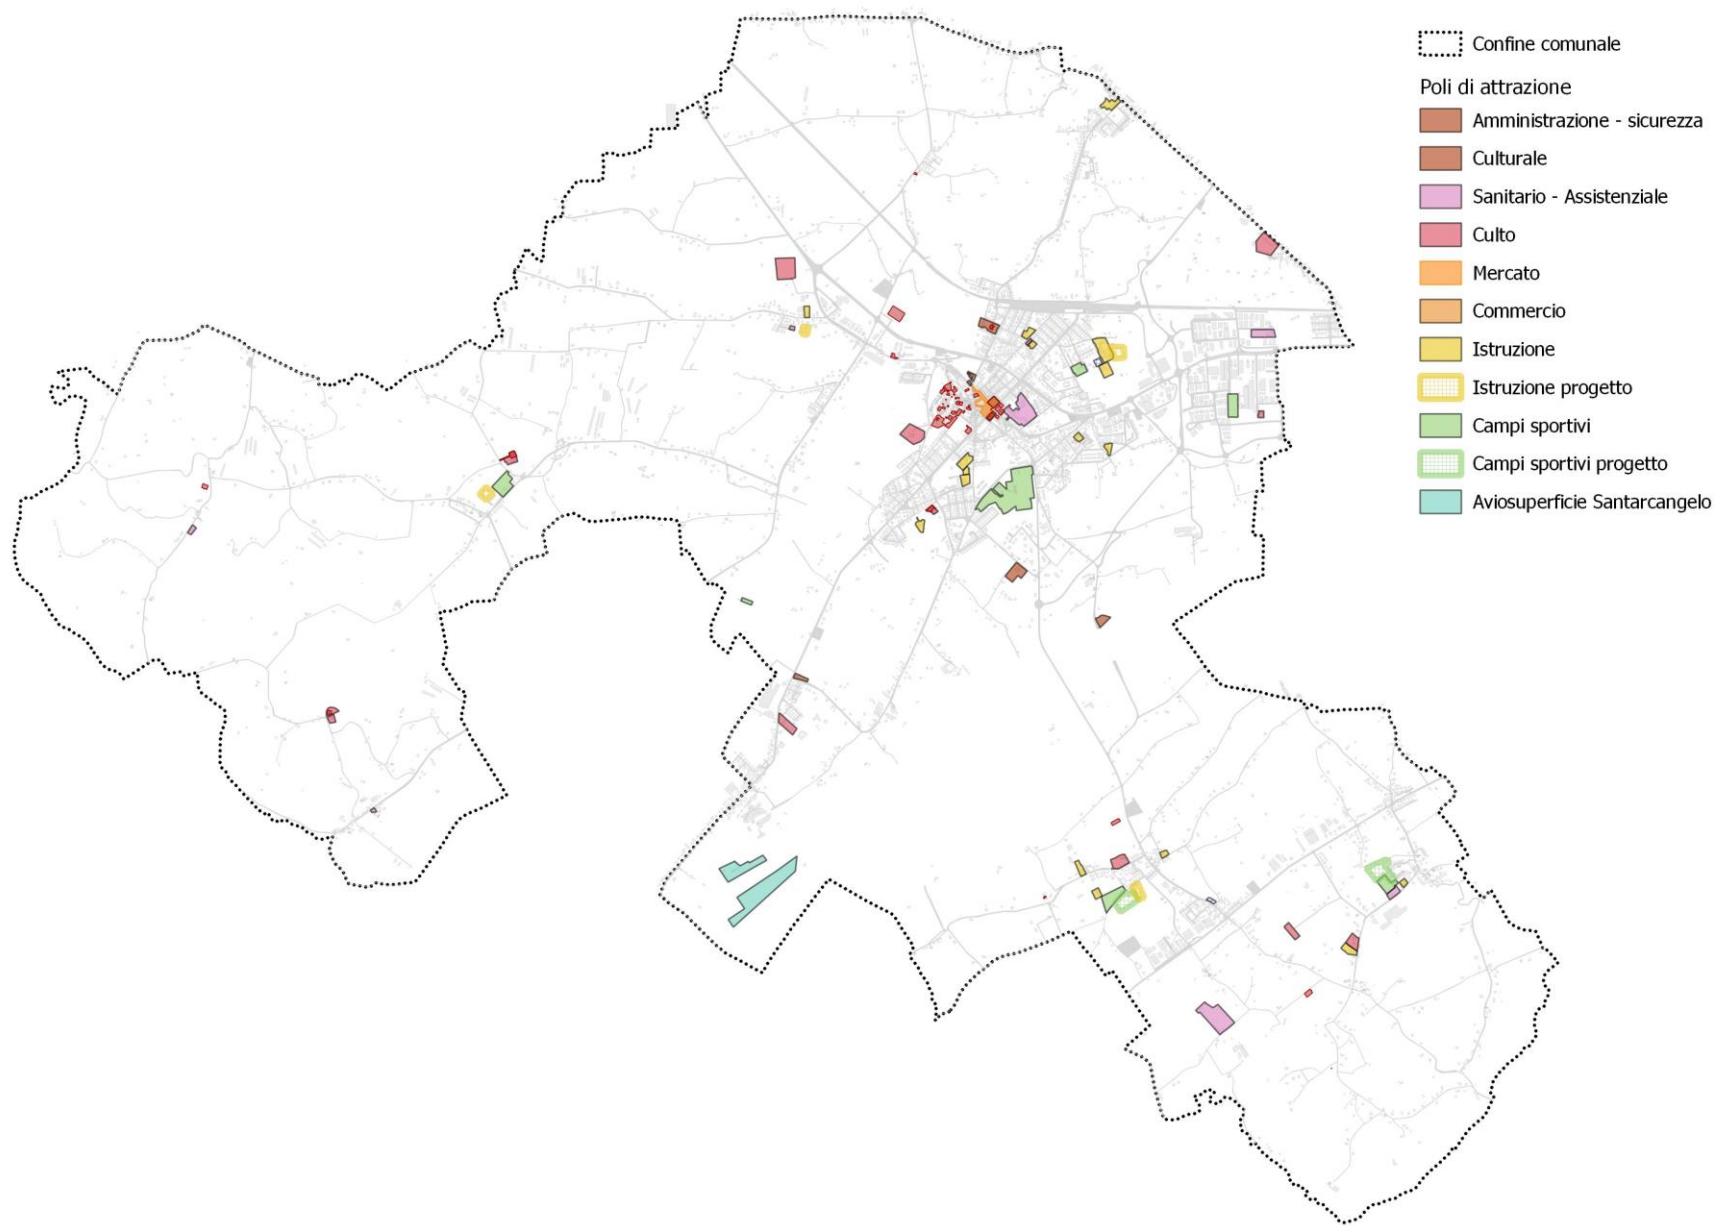 Confine comunale
Poli di attrazione
Amministrazione - sicurezza
Culturale
Sanitario - Assistenziale
Culto
Mercato
Commercio
Istruzione
Istruzione progetto
Campi sportivi
Campi sportivi progetto
Aviosuperficie Santarcangelo